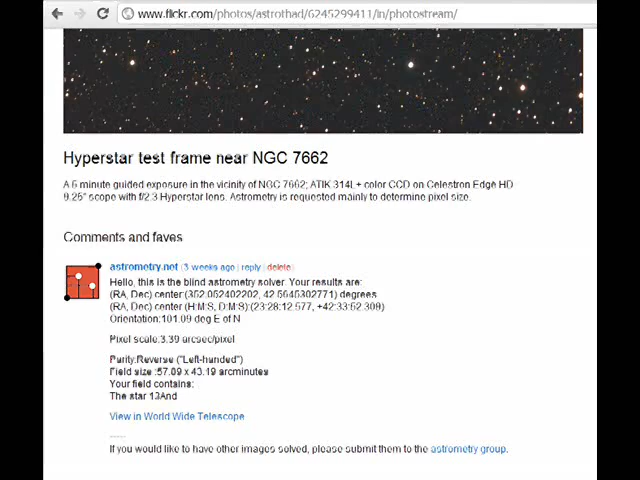 www.flickr.com/photos/astrothad/6245299411/in/photostream/
Hyperstar test frame near NGC 7662
A 5 minute guided exposure in the vicinity of NGC 7662; ATIK 314L+ color CCD on Celestron Edge HD
9.25" scope with f/2.3 Hyperstar lens. Astrometry is requested mainly to determine pixel size.
Comments and faves
astrometry.net (3 weeks ago | reply | delete)
Hello, this is the blind astrometry solver. Your results are:
(RA, Dec) center:(352.052402202, 42.5645302771) degrees
(RA, Dec) center (H:M:S, D:M:S):(23:28:12.577, +42:33:52.309)
Orientation:101.09 deg E of N
Pixel scale:3.39 arcsec/pixel
Parity:Reverse ("Left-handed")
Field size :57.09 x 43.19 arcminutes
Your field contains:
The star 13And
View in World Wide Telescope
-----
If you would like to have other images solved, please submit them to the astrometry group.